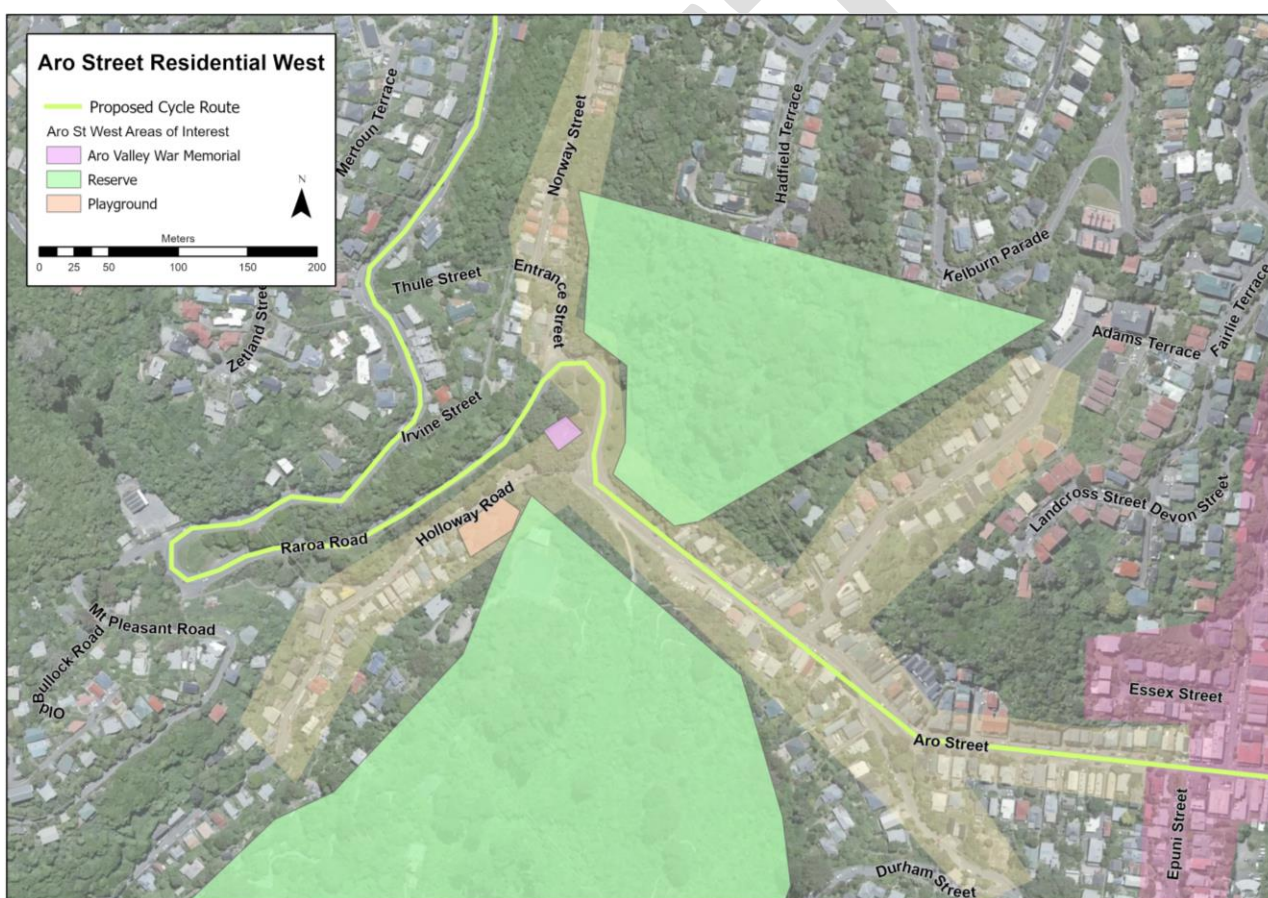 Aro Street Residential West
Proposed Cycle Route
Aro St West Areas of Interest
Aro Valley War Memorial
Reserve
Playground
N
Meters
0 25 50 100 150 200
Mertoun Terrace
Norway Street
Hadfield Terrace
Kelburn Parade
Thule Street
Entrance Street
Zetland Street
Adams Terrace
Fairlie Terrace
Irvine Street
Holloway Road
Raroa Road
Landcross Street
Devon Street
Mt Pleasant Road
Bullock Road
Old
Essex Street
Aro Street
Epuni Street
Durham Street